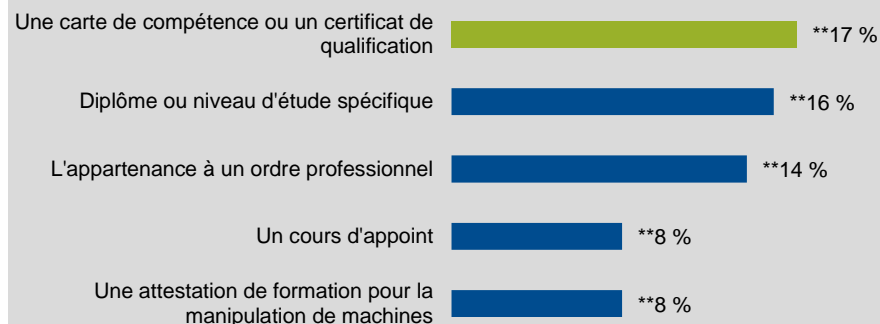 Une carte de compétence ou un certificat de
qualification
**17 %
Diplôme ou niveau d'étude spécifique
**16 %
L'appartenance à un ordre professionnel
**14 %
Un cours d'appoint
**8 %
Une attestation de formation pour la
manipulation de machines
**8 %